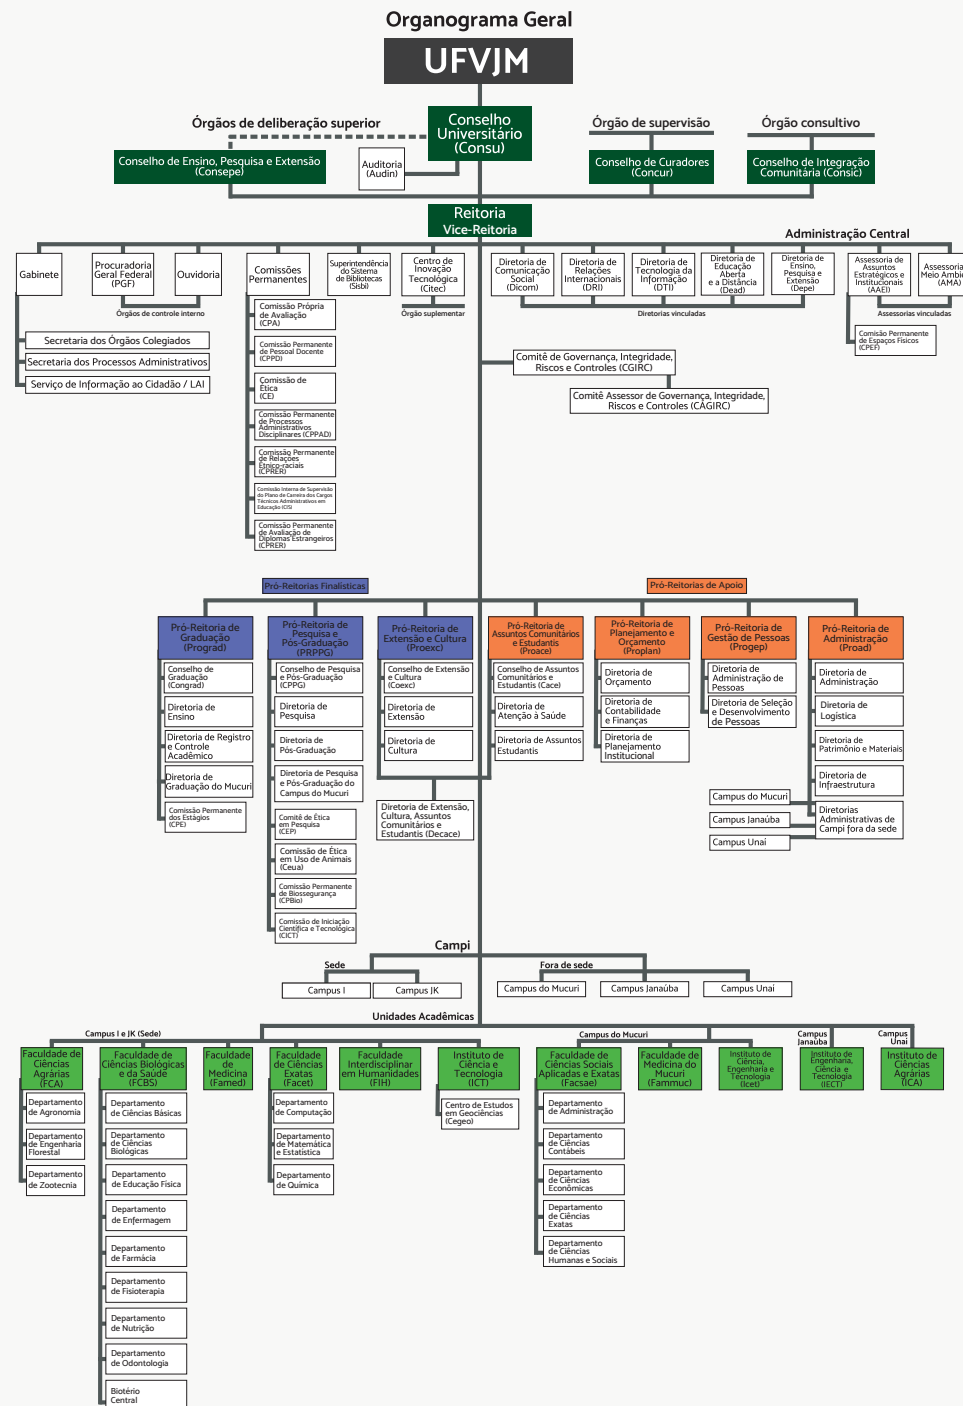 Organograma Geral
UFVJM
Órgãos de deliberação superior
Conselho
Universitário
(Consu)
Órgão de supervisão
Órgão consultivo
Conselho de Ensino, Pesquisa e Extensão
(Consepe)
Auditoria
(Audin)
Conselho de Curadores
(Concur)
Conselho de Integração
Comunitária (Consic)
Reitoria
Vice-Reitoria
Administração Central
Gabinete
Procuradoria
Geral Federal
(PGF)
Ouvidoria
Comissões
Permanentes
Superintendência
do Sistema
de Bibliotecas
(Sisbi)
Centro de
Inovação
Tecnológica
(Citec)
Diretoria de
Comunicação
Social
(Dicom)
Diretoria de
Relações
Internacionais
(DRI)
Diretoria de
Tecnologia da
Informação
(DTI)
Diretoria de
Educação
Aberta
e a Distância
(Dead)
Diretoria de
Ensino,
Pesquisa e
Extensão
(Depe)
Assessoria de
Assuntos
Estratégicos e
Institucionais
(AAEI)
Assessoria
Meio Ambie
(AMA)
Órgãos de controle interno
Órgão suplementar
Diretorias vinculadas
Assessorias vinculadas
Secretaria dos Órgãos Colegiados
Secretaria dos Processos Administrativos
Serviço de Informação ao Cidadão / LAI
Comissão Própria
de Avaliação
(CPA)
Comissão Permanente
de Pessoal Docente
(CPPD)
Comissão de
Ética
(CE)
Comissão Permanente
de Processos
Administrativos
Disciplinares (CPPAD)
Comissão Permanente
de Relações
Étnico-raciais
(CPRER)
Comissão Interna de Supervisão
do Plano de Carreira dos Cargos
Técnicos Administrativos em
Educação (CIS)
Comissão Permanente
de Avaliação de
Diplomas Estrangeiros
(CPRER)
Comissão Permanente
de Espaços Físicos
(CPEF)
Comitê de Governança, Integridade,
Riscos e Controles (CGIRC)
Comitê Assessor de Governança, Integridade,
Riscos e Controles (CAGIRC)
Pró-Reitorias Finalísticas
Pró-Reitorias de Apoio
Pró-Reitoria de
Graduação
(Prograd)
Conselho de
Graduação
(Congrad)
Diretoria de
Ensino
Diretoria de Registro
e Controle
Acadêmico
Diretoria de
Graduação do Mucuri
Comissão Permanente
dos Estágios
(CPE)
Pró-Reitoria de
Pesquisa e
Pós-Graduação
(PRPPG)
Conselho de Pesquisa
e Pós-Graduação
(CPPG)
Diretoria de
Pesquisa
Diretoria de
Pós-Graduação
Diretoria de Pesquisa
e Pós-Graduação do
Campus do Mucuri
Comitê de Ética
em Pesquisa
(CEP)
Comissão de Ética
em Uso de Animais
(Ceua)
Comissão Permanente
de Biossegurança
(CPBio)
Comissão de Iniciação
Científica e Tecnológica
(CICT)
Pró-Reitoria de
Extensão e Cultura
(Proexc)
Conselho de Extensão
e Cultura
(Coexc)
Diretoria de
Extensão
Diretoria de
Cultura
Pró-Reitoria de
Assuntos Comunitários
e Estudantis
(Proace)
Conselho de Assuntos
Comunitários e
Estudantis (Cace)
Diretoria de
Atenção à Saúde
Diretoria de Assuntos
Estudantis
Diretoria de Extensão,
Cultura, Assuntos
Comunitários e
Estudantis (Decace)
Pró-Reitoria de
Planejamento e
Orçamento
(Proplan)
Diretoria de
Orçamento
Diretoria de
Contabilidade
e Finanças
Diretoria de
Planejamento
Institucional
Pró-Reitoria de
Gestão de Pessoas
(Progep)
Diretoria de
Administração de
Pessoas
Diretoria de Seleção
e Desenvolvimento
de Pessoas
Pró-Reitoria de
Administração
(Proad)
Diretoria de
Administração
Diretoria de
Logística
Diretoria de
Patrimônio e Materiais
Diretoria de
Infraestrutura
Diretorias
Administrativas de
Campi fora da sede
Campus do Mucuri
Campus Janaúba
Campus Unaí
Campi
Sede
Fora de sede
Campus I
Campus JK
Campus do Mucuri
Campus Janaúba
Campus Unaí
Unidades Acadêmicas
Campus I e JK (Sede)
Campus do Mucuri
Campus
Janaúba
Campus
Unaí
Faculdade de
Ciências
Agrárias
(FCA)
Departamento
de Agronomia
Departamento
de Engenharia
Florestal
Departamento
de Zootecnia
Faculdade de
Ciências Biológicas
e da Saúde
(FCBS)
Departamento
de Ciências Básicas
Departamento
de Ciências
Biológicas
Departamento
de Educação Física
Departamento
de Enfermagem
Departamento
de Farmácia
Departamento
de Fisioterapia
Departamento
de Nutrição
Departamento
de Odontologia
Biotério
Central
Faculdade
de
Medicina
(Famed)
Faculdade
de Ciências
Exatas
(Facet)
Departamento
de Computação
Departamento
de Matemática
e Estatística
Departamento
de Química
Faculdade
Interdisciplinar
em Humanidades
(FIH)
Instituto de
Ciência e
Tecnologia
(ICT)
Centro de Estudos
em Geociências
(Cegeo)
Faculdade de
Ciências Sociais
Aplicadas e Exatas
(Facsae)
Departamento
de Administração
Departamento
de Ciências
Contábeis
Departamento
de Ciências
Econômicas
Departamento
de Ciências
Exatas
Departamento
de Ciências
Humanas e Sociais
Faculdade de
Medicina do
Mucuri
(Fammuc)
Instituto de
Ciência,
Engenharia e
Tecnologia
(Icet)
Instituto de
Engenharia,
Ciência e
Tecnologia
(IECT)
Instituto de
Ciências
Agrárias
(ICA)